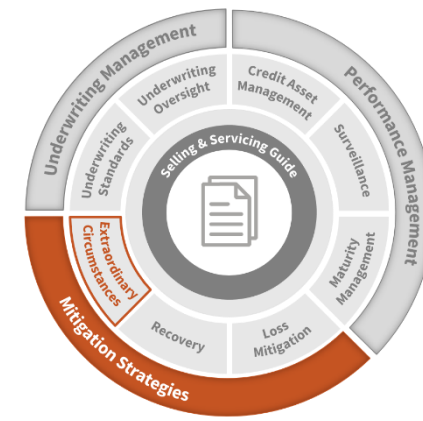 Underwriting Management
Performance Management
Mitigation Strategies
Underwriting
Oversight
Credit Asset
Management
Surveillance
Maturity
Management
Loss
Mitigation
Recovery
Extraordinary
Circumstances
Underwriting
Standards
Selling & Servicing Guide